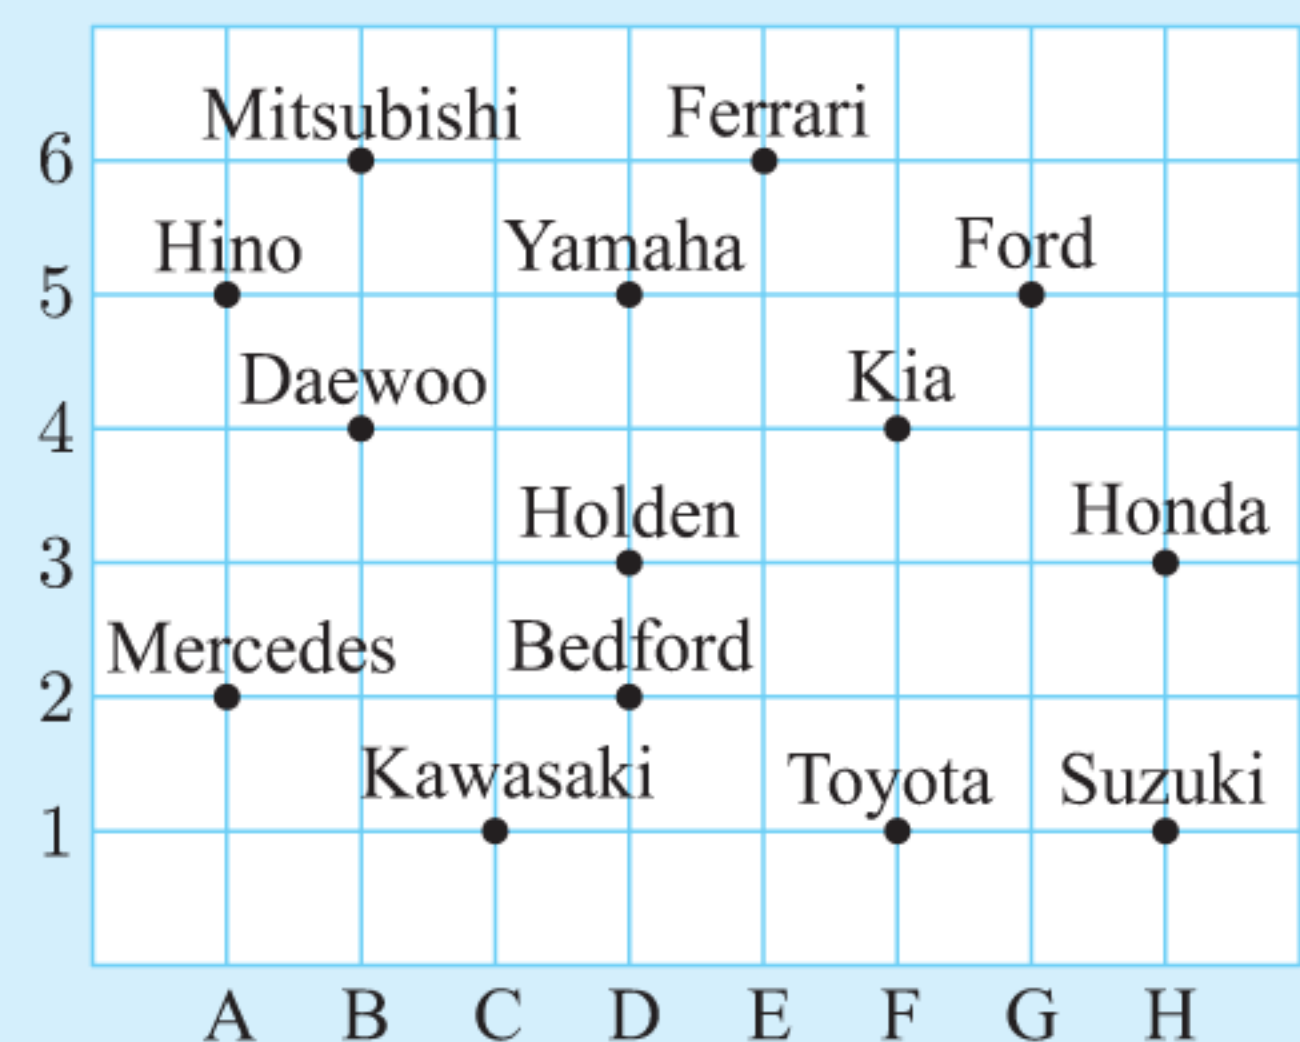 Mitsubishi Ferrari
6
Hino Yamaha Ford
5
Daewoo Kia
4
Holden Honda
3
Mercedes Bedford
2
Kawasaki Toyota Suzuki
1
A B C D E F G H